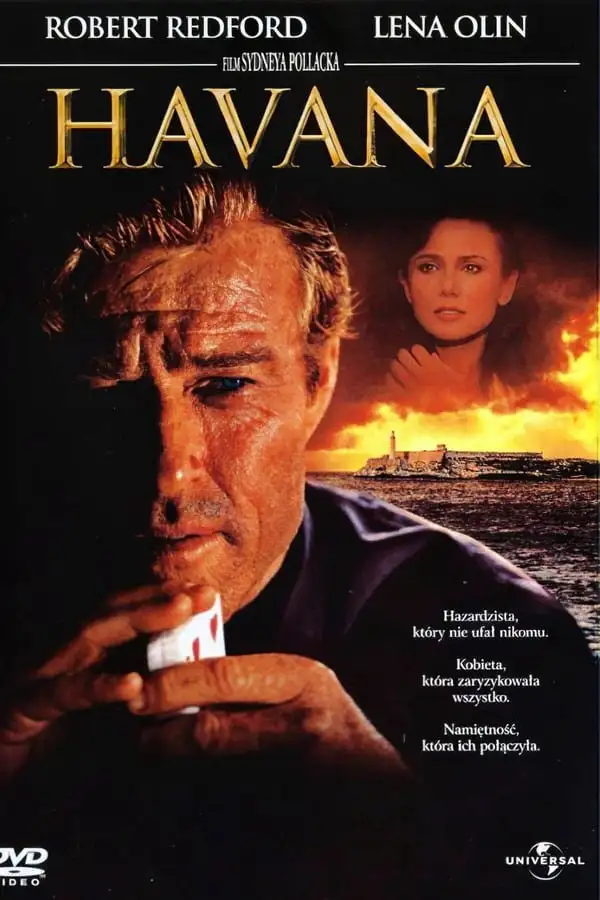 ROBERT REDFORD LENA OLIN
FILM SYDNEYA POLLACKA
HAVANA
Hazardzista,
który nie ufał nikomu.
Kobieta,
która zaryzykowała
wszystko.
Namiętność,
która ich połączyła.
DVD
VIDEO
UNIVERSAL